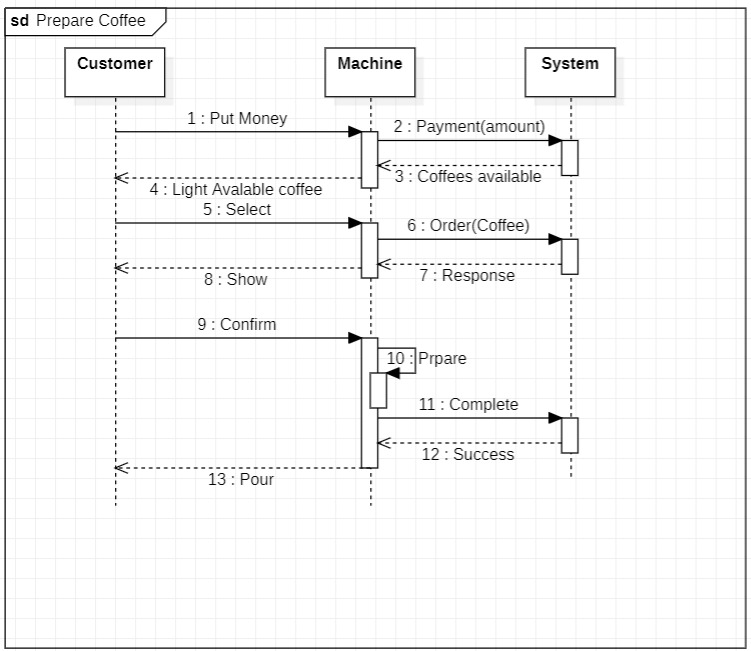 sd Prepare Coffee
Customer
Machine
System
1 : Put Money
2 : Payment(amount)
3 : Coffees available
4 : Light Avalable coffee
5 : Select
6 : Order(Coffee)
7 : Response
8 : Show
9 : Confirm
10 : Prpare
11 : Complete
12 : Success
13 : Pour